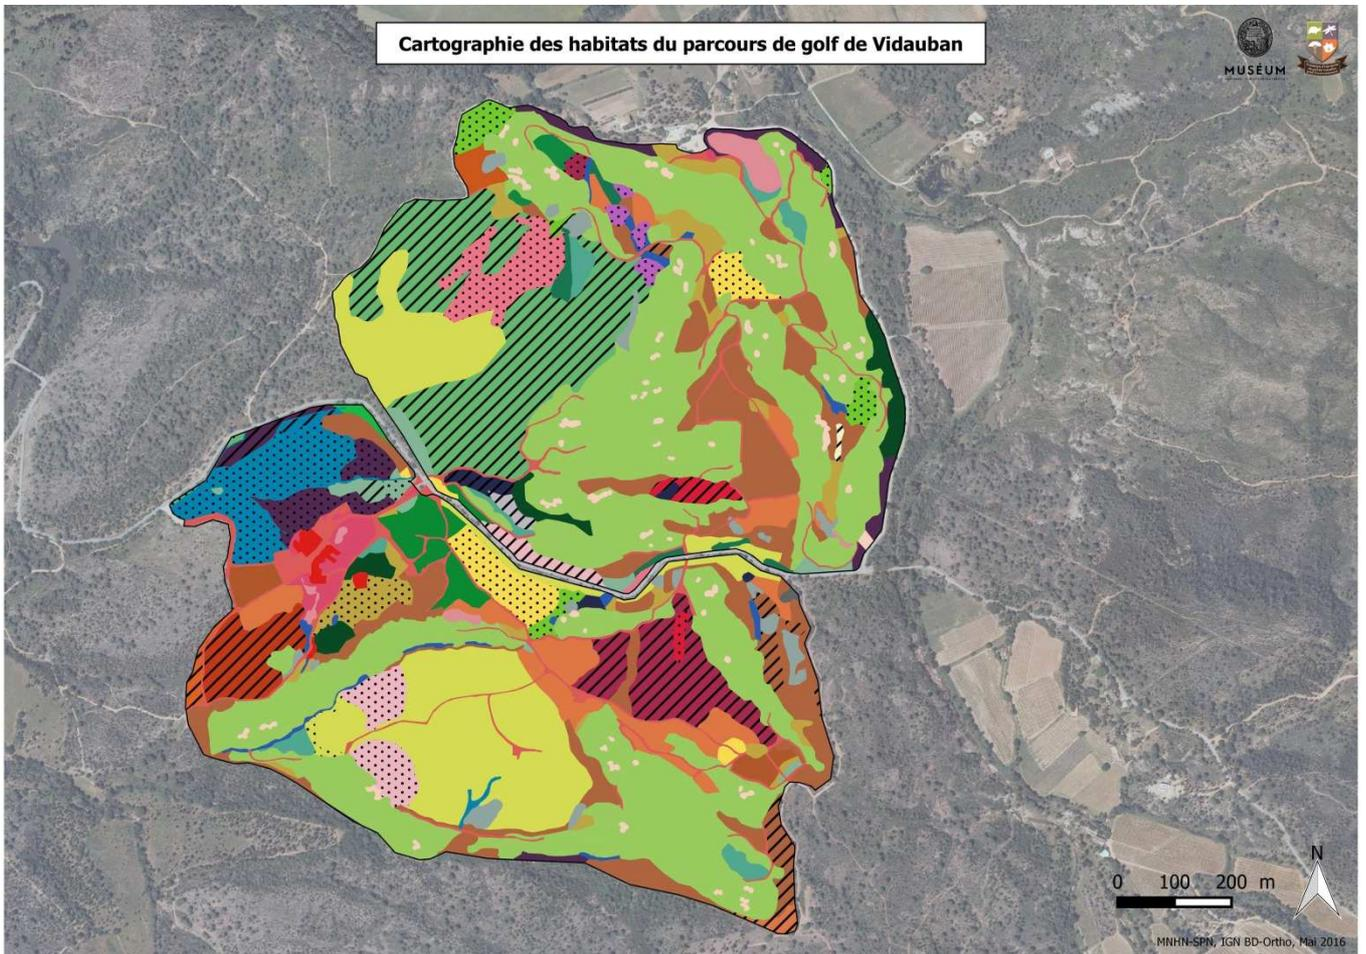 Cartographie des habitats du parcours de golf de Vidauban
MUSÉUM
N
0 100 200 m
MNHN-SPN, IGN BD-Ortho, Mai 2016